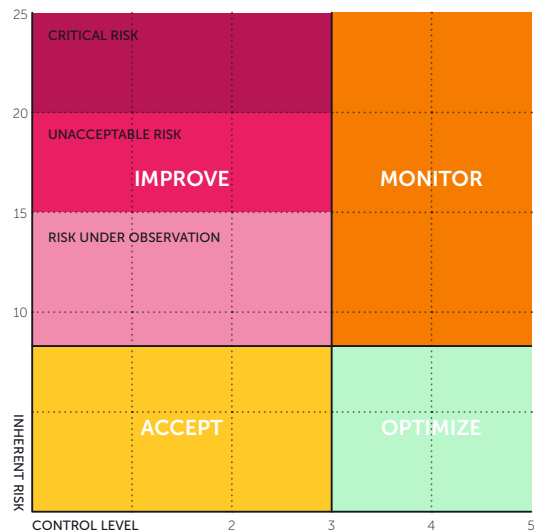 25
CRITICAL RISK
20
UNACCEPTABLE RISK
IMPROVE MONITOR
15
RISK UNDER OBSERVATION
10
ACCEPT OPTIMIZE
INHERENT RISK
CONTROL LEVEL 2 3 4 5